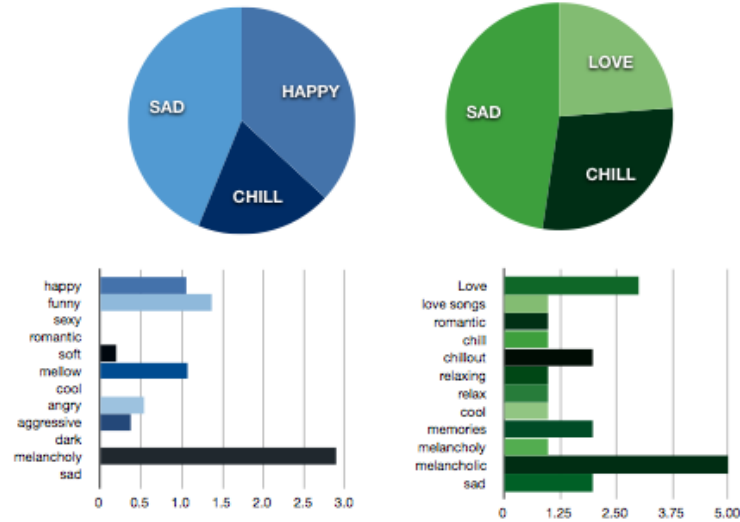 SAD
HAPPY
CHILL
LOVE
SAD
CHILL
happy
funny
sexy
romantic
soft
mellow
cool
angry
aggressive
dark
melancholy
sad
0 0.5 1.0 1.5 2.0 2.5 3.0
Love
love songs
romantic
chill
chillout
relaxing
relax
cool
memories
melancholy
melancholic
sad
0 1.25 2.50 3.75 5.00